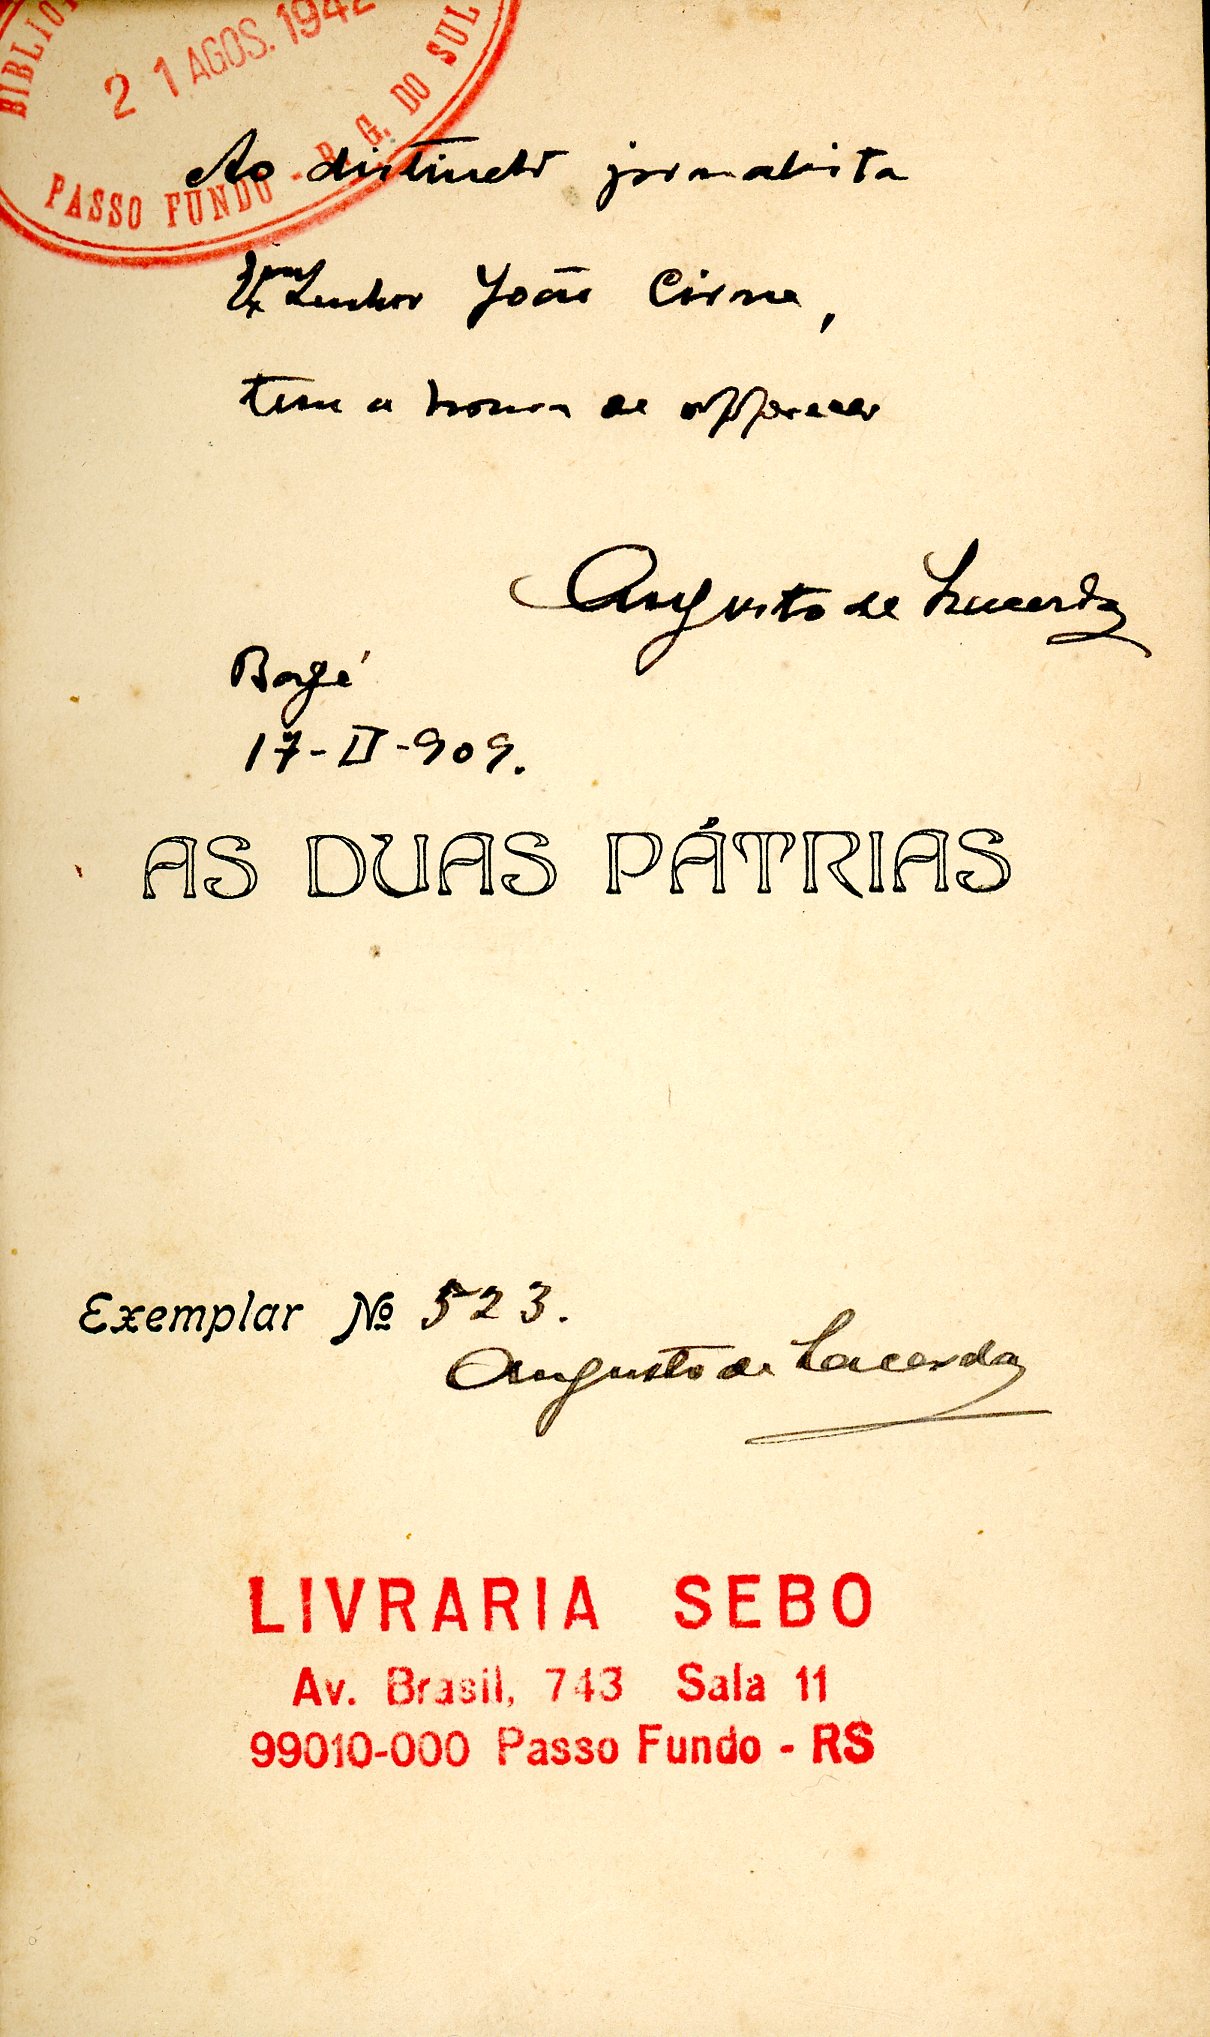 BIBLIOT
21 AGOS. 1942
PASSO FUNDO - R. G. DO SUL
Ao distincto jornalista
Exmo Senhor João Cirne,
tem a honra de offerecer
Augusto de Lacerda
Bagé
17-II-909.
AS DUAS PÁTRIAS
Exemplar Nº 523.
Augusto de Lacerda
LIVRARIA SEBO
Av. Brasil, 743 Sala 11
99010-000 Passo Fundo - RS